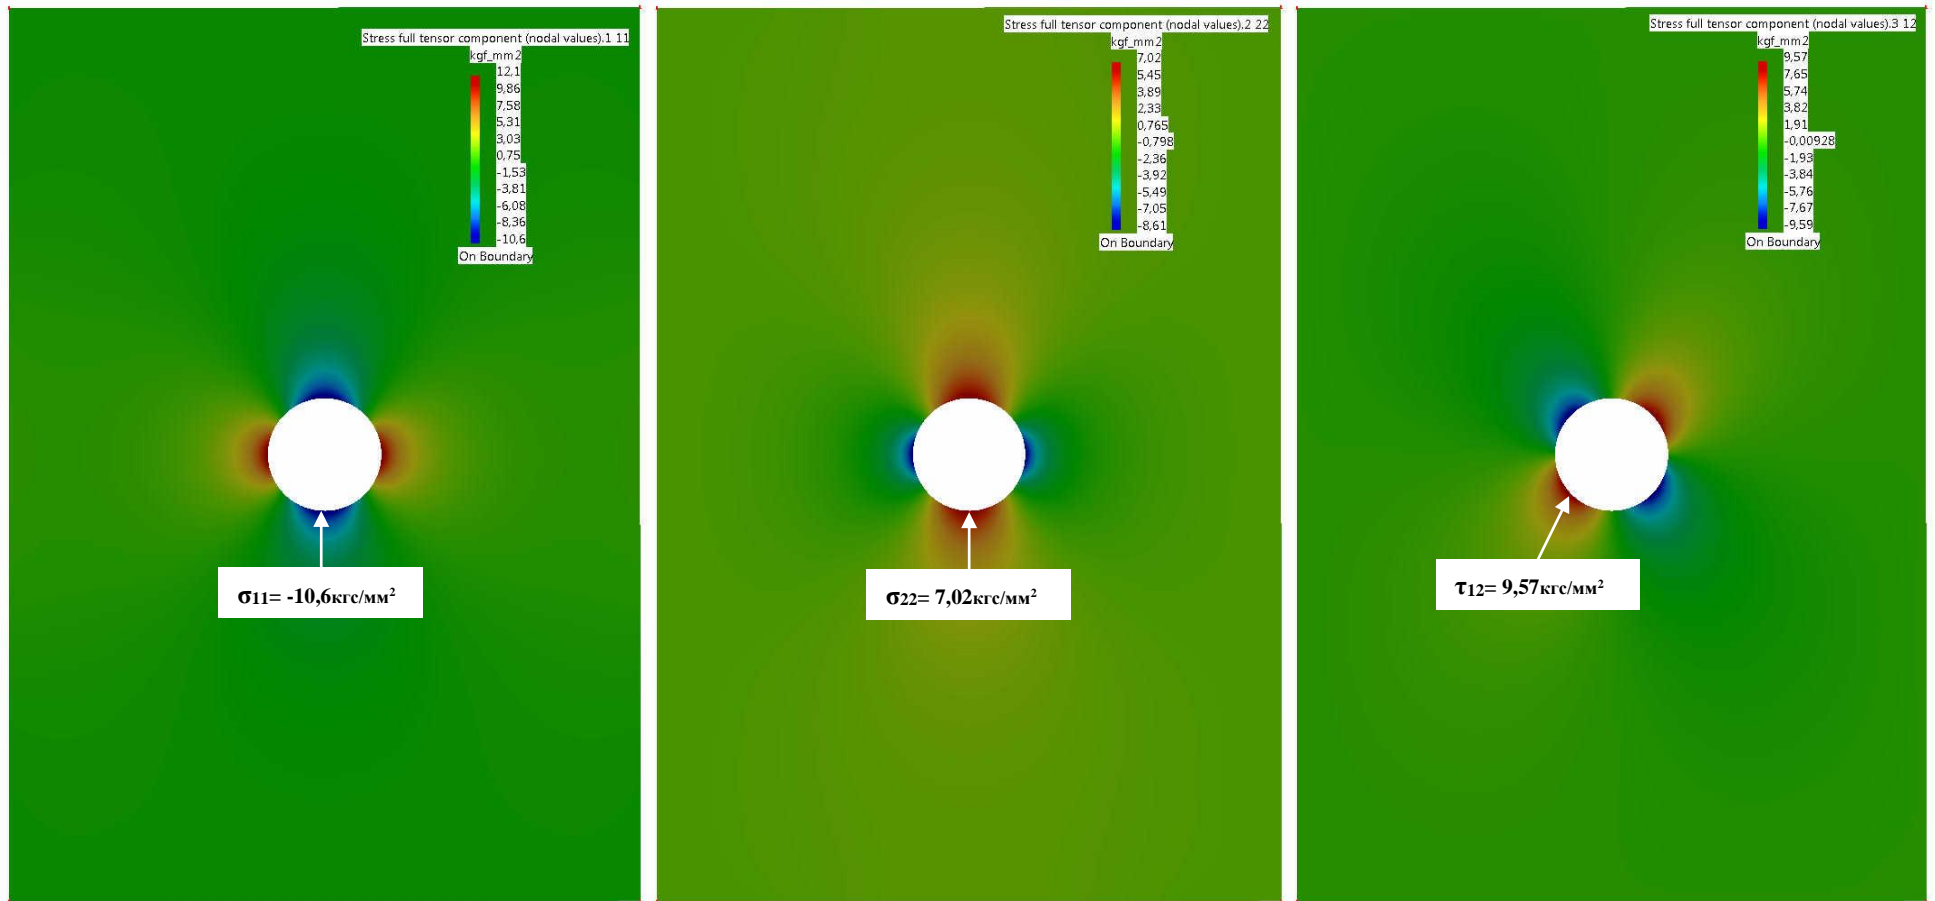 Stress full tensor component (nodal values).1 11
kgf_mm2
12,1
9,86
7,58
5,31
3,03
0,75
-1,53
-3,81
-6,08
-8,36
-10,6
On Boundary
σ11= -10,6кгс/мм²
Stress full tensor component (nodal values).2 22
kgf_mm2
7,02
5,45
3,89
2,33
0,765
-0,798
-2,36
-3,92
-5,49
-7,05
-8,61
On Boundary
σ22= 7,02кгс/мм²
Stress full tensor component (nodal values).3 12
kgf_mm2
9,57
7,65
5,74
3,82
1,91
-0,00928
-1,93
-3,84
-5,76
-7,67
-9,59
On Boundary
τ12= 9,57кгс/мм²